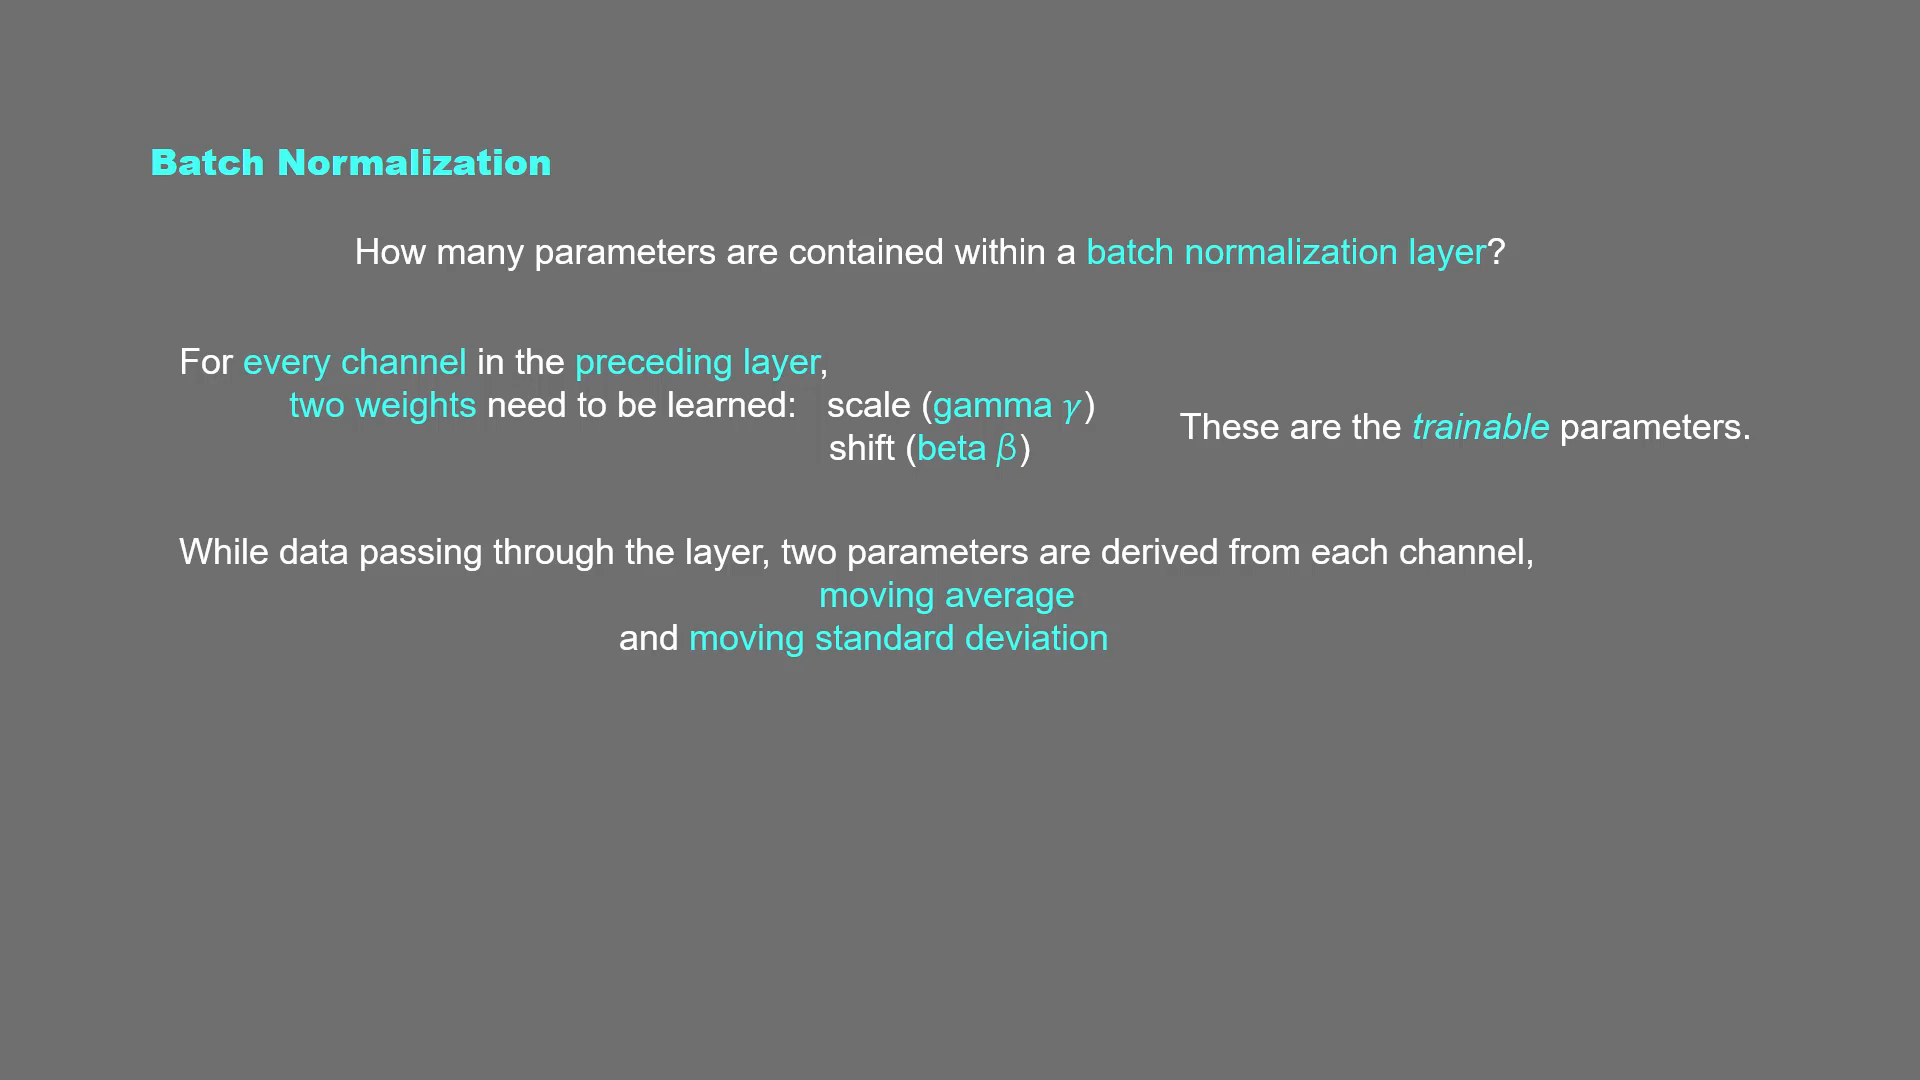 Batch Normalization
How many parameters are contained within a batch normalization layer?
For every channel in the preceding layer,
two weights need to be learned: scale (gamma γ)
shift (beta β)
These are the trainable parameters.
While data passing through the layer, two parameters are derived from each channel,
moving average
and moving standard deviation